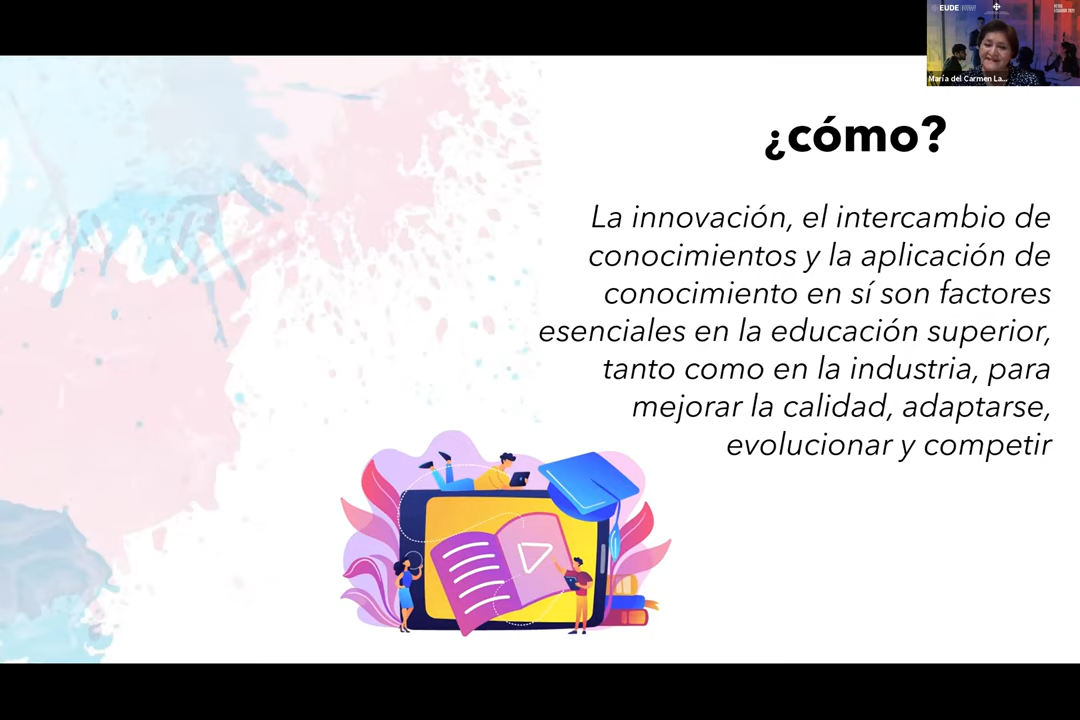 EUDE
María del Carmen La...
¿cómo?
La innovación, el intercambio de
conocimientos y la aplicación de
conocimiento en sí son factores
esenciales en la educación superior,
tanto como en la industria, para
mejorar la calidad, adaptarse,
evolucionar y competir